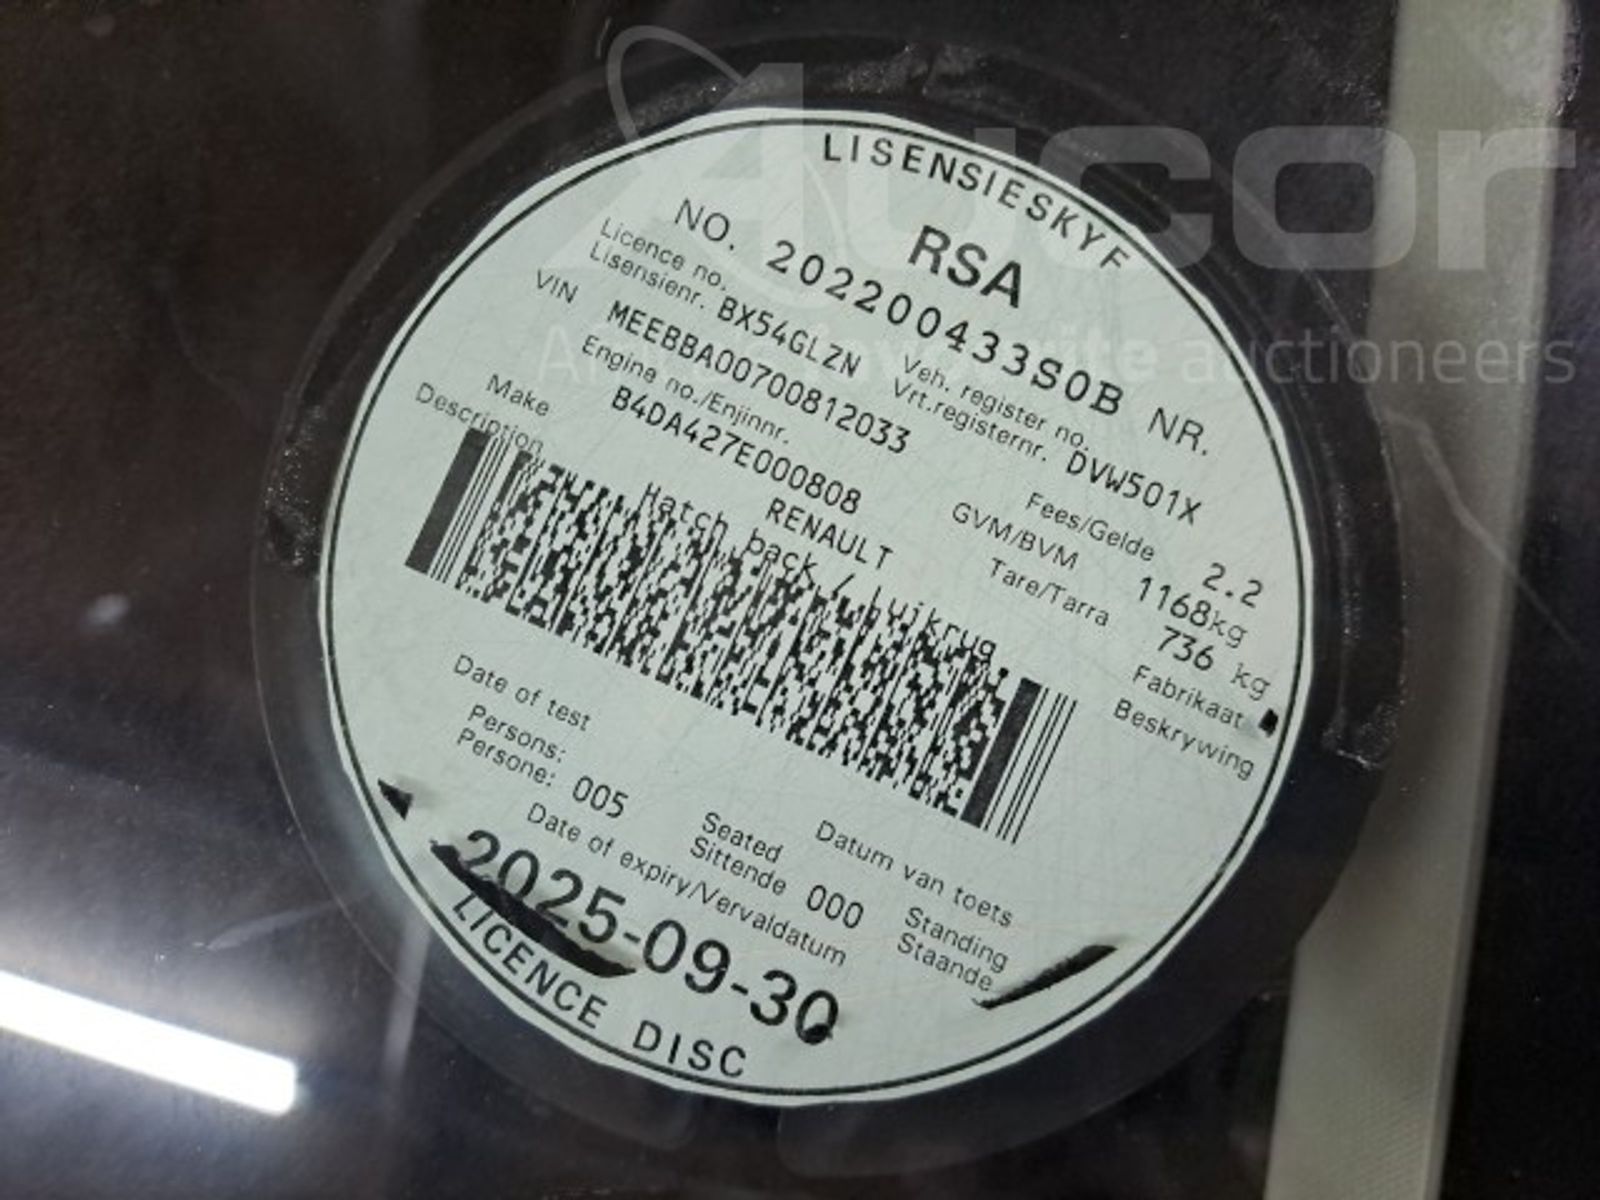 LISENSIESKYF
RSA
NO. 202200433S0B NR.
Licence no. Veh. register no.
Lisensienr. BX54GLZN Vrt.registernr. DVW501X
VIN MEEBBA00700812033 Fees/Gelde 2.2
Engine no./Enjinnr. GVM/BVM 1168kg
B4DA427E000808 Tare/Tarra 736 kg
Make RENAULT Fabrikaat
Description Hatch back / Luikrug Beskrywing
Date of test Datum van toets
Persons: Seated Standing
Persone: 005 Sittende 000 Staande
Date of expiry/Vervaldatum
2025-09-30
LICENCE DISC
Aucor
auctioneers